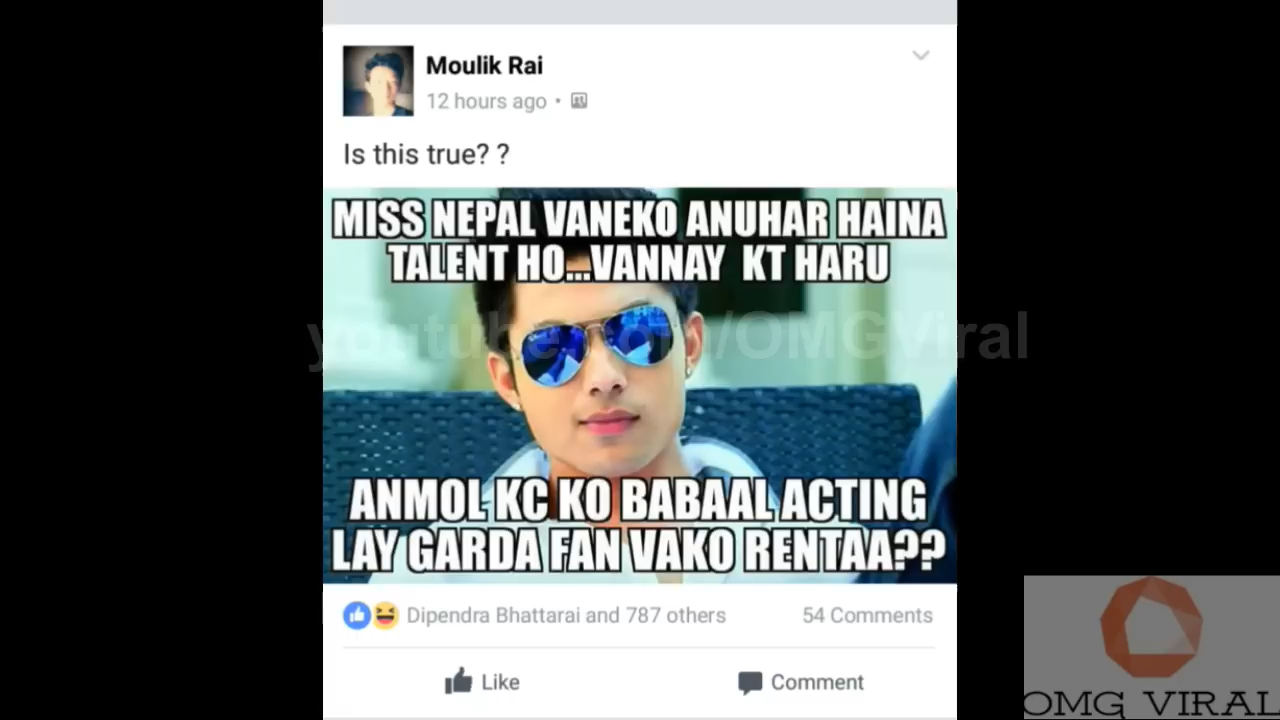 Moulik Rai
12 hours ago •
Is this true? ?
MISS NEPAL VANEKO ANUHAR HAINA
TALENT HO...VANNAY KT HARU
youtube.com/OMGViral
ANMOL KC KO BABAAL ACTING
LAY GARDA FAN VAKO RENTAA??
Dipendra Bhattarai and 787 others 54 Comments
Like Comment
OMG VIRAL